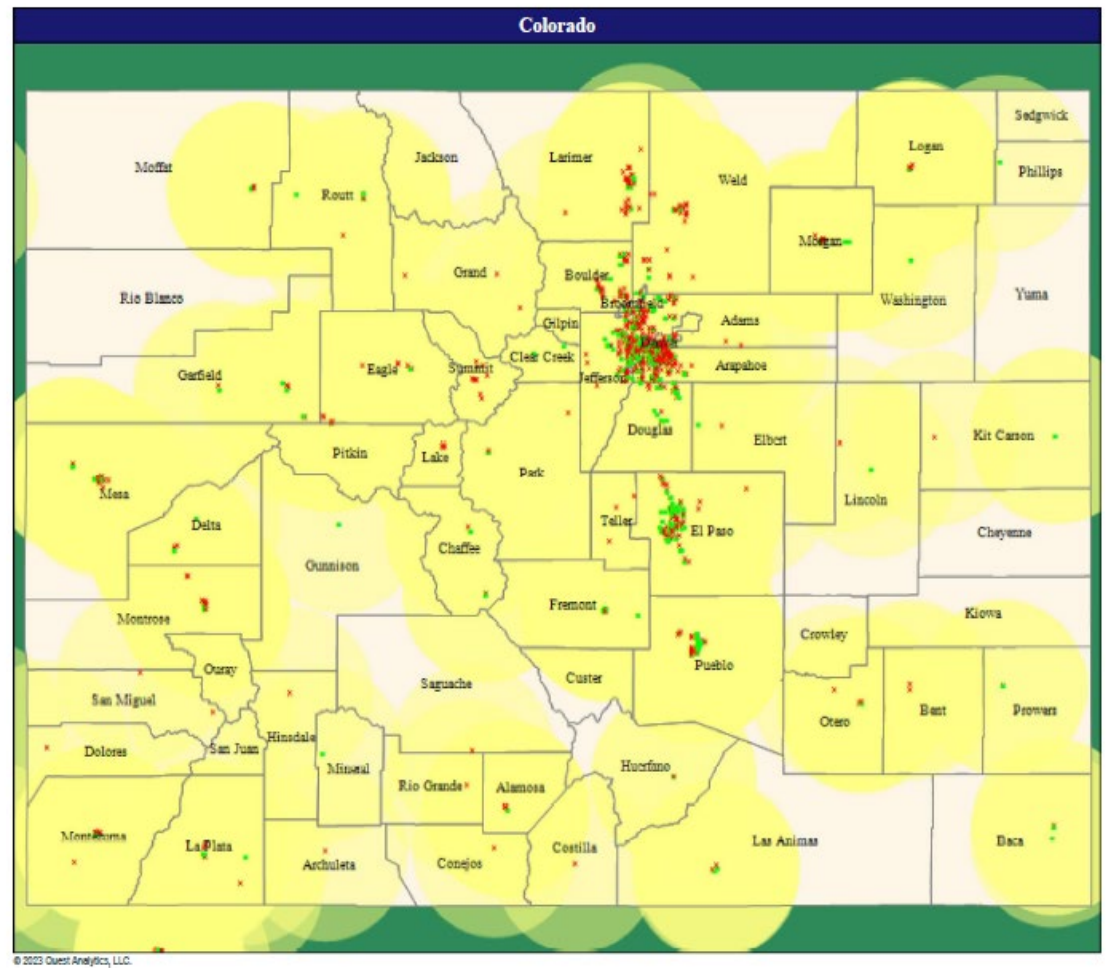 Colorado
Sedgwick
Logan
Jackson
Larimer
Moffat
Phillips
Weld
Routt
Morgan
Grand
Boulder
Yuma
Rio Blanco
Washington
Broomfield
Gilpin
Adams
Clear Creek
Arapahoe
Eagle
Summit
Garfield
Jefferson
Douglas
Kit Carson
Elbert
Pitkin
Lake
Park
Mesa
Lincoln
Teller
Delta
El Paso
Cheyenne
Chaffee
Gunnison
Fremont
Kiowa
Montrose
Crowley
Pueblo
Ouray
Custer
Saguache
San Miguel
Bent
Prowers
Otero
Hinsdale
San Juan
Dolores
Huerfano
Mineral
Rio Grande
Alamosa
Montezuma
La Plata
Costilla
Las Animas
Baca
Archuleta
Conejos
© 2023 Quest Analytics, LLC.